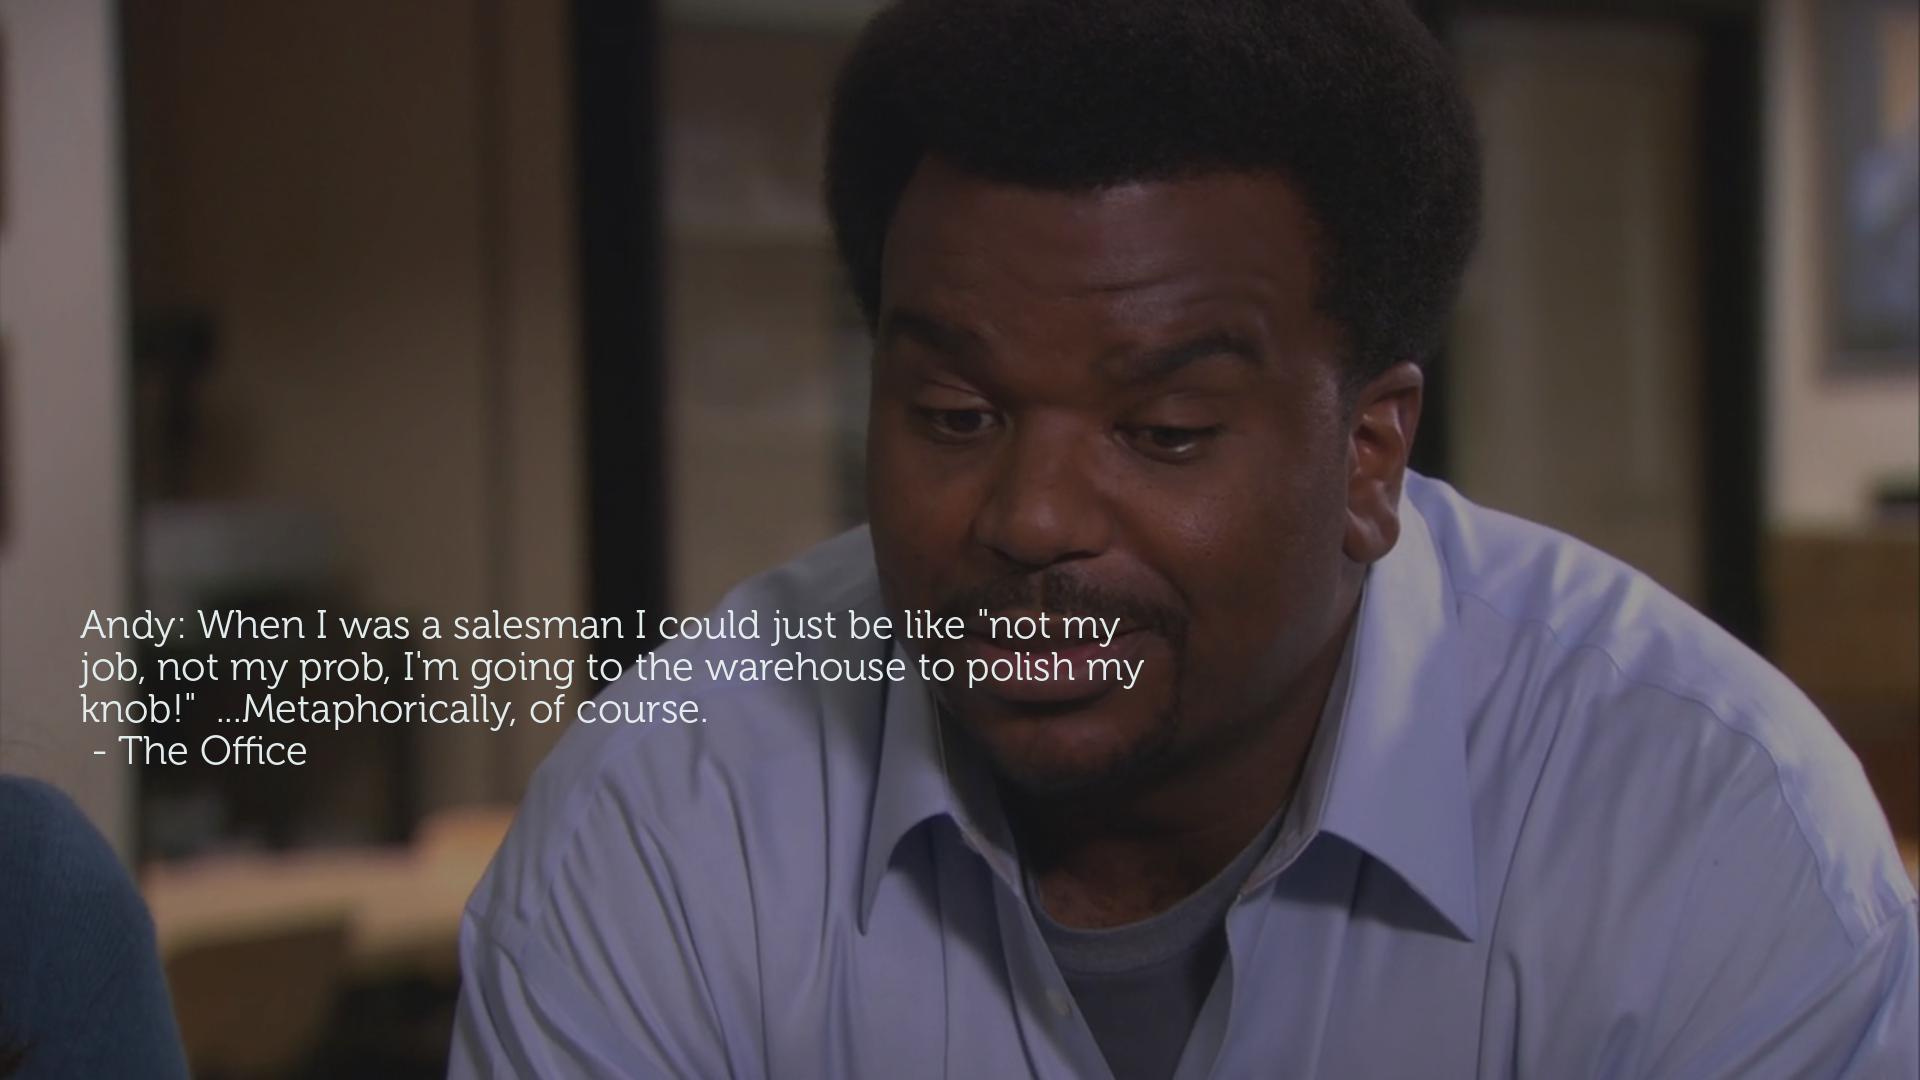 Andy: When I was a salesman I could just be like "not my
job, not my prob, I'm going to the warehouse to polish my
knob!"  ...Metaphorically, of course.
- The Office